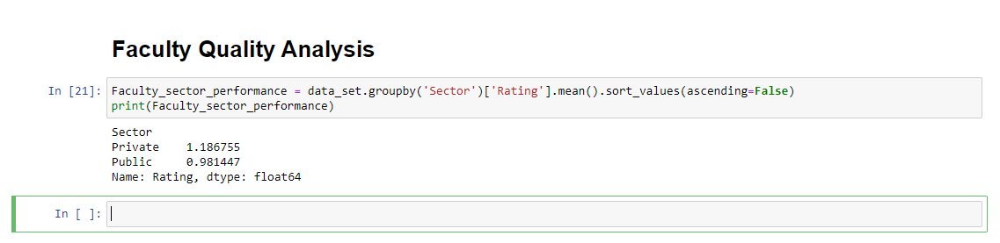 Faculty Quality Analysis
In [21]: Faculty_sector_performance = data_set.groupby('Sector')['Rating'].mean().sort_values(ascending=False)
print(Faculty_sector_performance)
Sector
Private    1.186755
Public     0.981447
Name: Rating, dtype: float64
In [ ]: